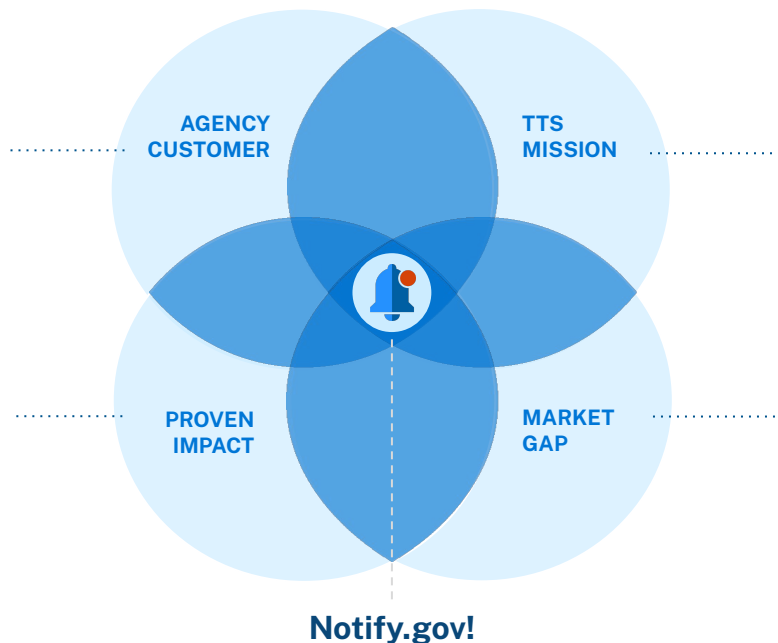 AGENCY
CUSTOMER
TTS
MISSION
PROVEN
IMPACT
MARKET
GAP
Notify.gov!